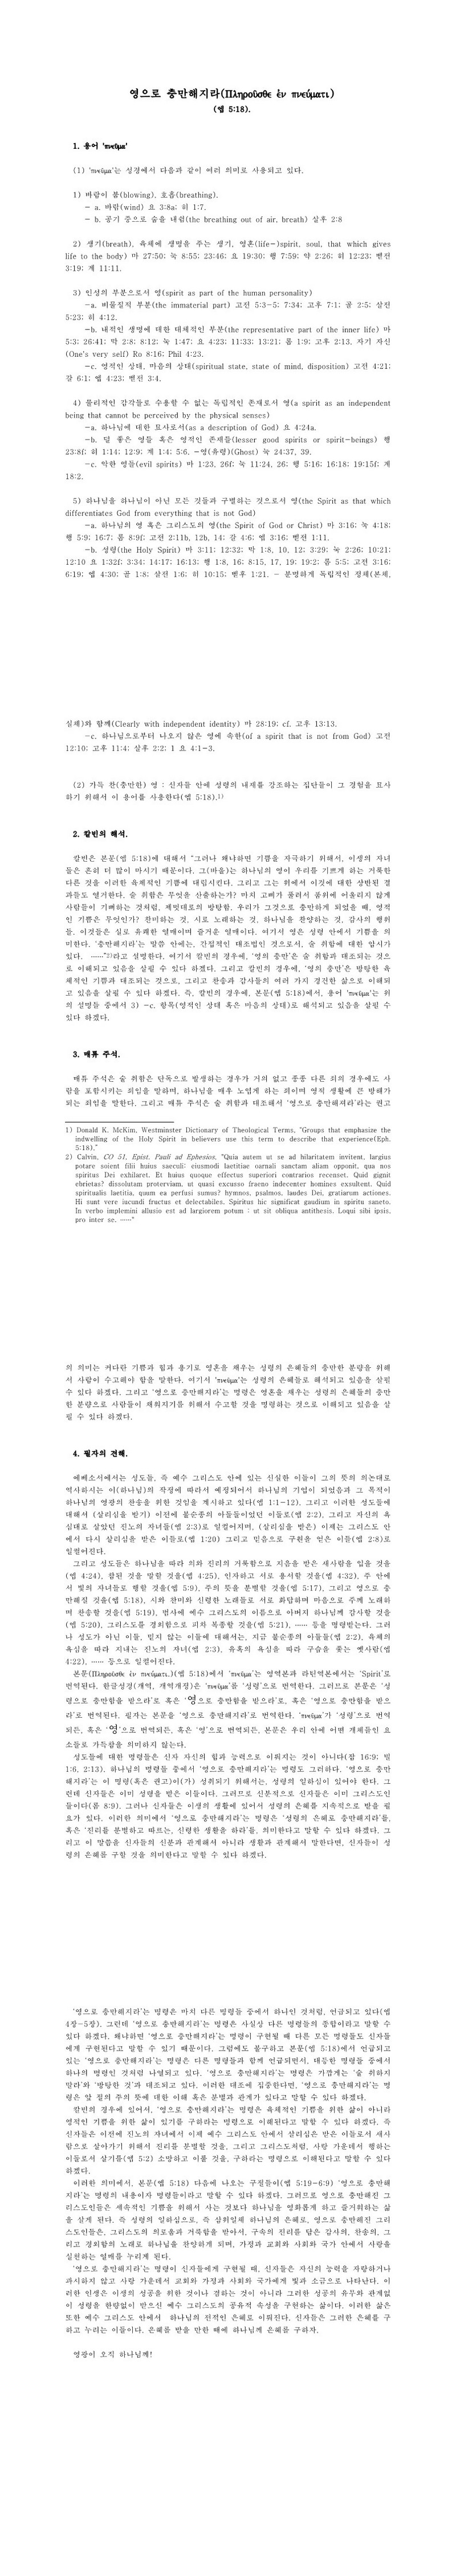 영으로 충만해지라(Πληροῦσθε ἐν πνεύματι)
(엡 5:18).
1. 용어 'πνεῦμα'
(1) 'πνεῦμα'는 성경에서 다음과 같이 여러 의미로 사용되고 있다.
1) 바람이 붊(blowing), 호흡(breathing).
- a. 바람(wind) 요 3:8a; 히 1:7.
- b. 공기 중으로 숨을 내쉼(the breathing out of air, breath) 살후 2:8
2) 생기(breath), 육체에 생명을 주는 생기, 영혼(life-)spirit, soul, that which gives
life to the body) 마 27:50; 눅 8:55; 23:46; 요 19:30; 행 7:59; 약 2:26; 히 12:23; 벧전
3:19; 계 11:11.
3) 인성의 부분으로서 영(spirit as part of the human personality)
-a. 비물질적 부분(the immaterial part) 고전 5:3-5; 7:34; 고후 7:1; 골 2:5; 살전
5:23; 히 4:12.
-b. 내적인 생명에 대한 대체적인 부분(the representative part of the inner life) 마
5:3; 26:41; 막 2:8; 8:12; 눅 1:47; 요 4:23; 11:33; 13:21; 롬 1:9; 고후 2:13. 자기 자신
(One's very self) Ro 8:16; Phil 4:23.
-c. 영적인 상태, 마음의 상태(spiritual state, state of mind, disposition) 고전 4:21;
갈 6:1; 엡 4:23; 벧전 3:4.
4) 물리적인 감각들로 수용할 수 없는 독립적인 존재로서 영(a spirit as an independent
being that cannot be perceived by the physical senses)
-a. 하나님에 대한 묘사로서(as a description of God) 요 4:24a.
-b. 덜 좋은 영들 혹은 영적인 존재들(lesser good spirits or spirit-beings) 행
23:8f; 히 1:14; 12:9; 계 1:4; 5:6. -영(유령)(Ghost) 눅 24:37, 39.
-c. 악한 영들(evil spirits) 마 1:23, 26f; 눅 11:24, 26; 행 5:16; 16:18; 19:15f; 계
18:2.
5) 하나님을 하나님이 아닌 모든 것들과 구별하는 것으로서 영(the Spirit as that which
differentiates God from everything that is not God)
-a. 하나님의 영 혹은 그리스도의 영(the Spirit of God or Christ) 마 3:16; 눅 4:18;
행 5:9; 16:7; 롬 8:9f; 고전 2:11b, 12b, 14; 갈 4:6; 엡 3:16; 벧전 1:11.
-b. 성령(the Holy Spirit) 마 3:11; 12:32; 막 1:8, 10, 12; 3:29; 눅 2:26; 10:21;
12:10 요 1:32f; 3:34; 14:17; 16:13; 행 1:8, 16; 8:15, 17, 19; 19:2; 롬 5:5; 고전 3:16;
6:19; 엡 4:30; 골 1:8; 살전 1:6; 히 10:15; 벧후 1:21. - 분명하게 독립적인 정체(본체,
실체)와 함께(Clearly with independent identity) 마 28:19; cf. 고후 13:13.
-c. 하나님으로부터 나오지 않은 영에 속한(of a spirit that is not from God) 고전
12:10; 고후 11:4; 살후 2:2; 1 요 4:1-3.
(2) 가득 찬(충만한) 영 : 신자들 안에 성령의 내재를 강조하는 집단들이 그 경험을 묘사
하기 위해서 이 용어를 사용한다(엡 5:18).1)
2. 칼빈의 해석.
칼빈은 본문(엡 5:18)에 대해서 "그러나 왜냐하면 기쁨을 자극하기 위해서, 이생의 자녀
들은 흔히 더 많이 마시기 때문이다. 그(바울)는 하나님의 영이 우리를 기쁘게 하는 거룩한
다른 것을 이러한 육체적인 기쁨에 대립시킨다. 그리고 그는 위에서 이것에 대한 상반된 결
과들도 열거한다. 술 취함은 무엇을 산출하는가? 마치 고삐가 풀려서 품위에 어울리지 않게
사람들이 기뻐하는 것처럼, 제멋대로의 방탕함, 우리가 그것으로 충만하게 되었을 때, 영적
인 기쁨은 무엇인가? 찬미하는 것, 시로 노래하는 것, 하나님을 찬양하는 것, 감사의 행위
들, 이것들은 실로 유쾌한 열매이며 즐거운 열매이다. 여기서 영은 성령 안에서 기쁨을 의
미한다. '충만해지라'는 말씀 안에는, 간접적인 대조법인 것으로서, 술 취함에 대한 암시가
있다. ……"2)라고 설명한다. 여기서 칼빈의 경우에, '영의 충만'은 술 취함과 대조되는 것으
로 이해되고 있음을 살필 수 있다 하겠다. 그리고 칼빈의 경우에, '영의 충만'은 방탕한 육
체적인 기쁨과 대조되는 것으로, 그리고 찬송과 감사들의 여러 가지 경건한 삶으로 이해되
고 있음을 살필 수 있다 하겠다. 즉, 칼빈의 경우에, 본문(엡 5:18)에서, 용어 'πνεῦμα'는 위
의 설명들 중에서 3) -c. 항목(영적인 상태 혹은 마음의 상태)로 해석되고 있음을 살필 수
있다 하겠다.
3. 매튜 주석.
매튜 주석은 술 취함은 단독으로 발생하는 경우가 거의 없고 종종 다른 죄의 경우에도 사
람을 포함시키는 죄임을 말하며, 하나님을 매우 노엽게 하는 죄이며 영적 생활에 큰 방해가
되는 죄임을 말한다. 그리고 매튜 주석은 술 취함과 대조해서 '영으로 충만해져라'라는 권고
1) Donald K. McKim, Westminster Dictionary of Theological Terms, "Groups that emphasize the
indwelling of the Holy Spirit in believers use this term to describe that experience(Eph.
5:18)."
2) Calvin, CO 51, Epist. Pauli ad Ephesios, "Quia autem ut se ad hilaritatem invitent, largius
potare solent filii huius saeculi: eiusmodi laetitiae carnali sanctam aliam opponit, qua nos
spiritus Dei exhilaret. Et huius quoque effectus superiori contrarios recenset. Quid gignit
ebrietas? dissolutam proterviam, ut quasi excusso fraeno indecenter homines exsultent. Quid
spiritualis laetitia, quum ea perfusi sumus? hymnos, psalmos, laudes Dei, gratiarum actiones.
Hi sunt vere iucundi fructus et delectabiles. Spiritus hic significat gaudium in spiritu sancto.
In verbo implemini allusio est ad largiorem potum : ut sit obliqua antithesis. Loqui sibi ipsis,
pro inter se. ……"
의 의미는 커다란 기쁨과 힘과 용기로 영혼을 채우는 성령의 은혜들의 충만한 분량을 위해
서 사람이 수고해야 함을 말한다. 여기서 'πνεύμα'는 성령의 은혜들로 해석되고 있음을 살필
수 있다 하겠다. 그리고 '영으로 충만해지라'는 명령은 영혼을 채우는 성령의 은혜들의 충만
한 분량으로 사람들이 채워지기를 위해서 수고할 것을 명령하는 것으로 이해되고 있음을 살
필 수 있다 하겠다.
4. 필자의 견해.
에베소서에서는 성도들, 즉 예수 그리스도 안에 있는 신실한 이들이 그의 뜻의 의논대로
역사하시는 이(하나님)의 작정에 따라서 예정되어서 하나님의 기업이 되었음과 그 목적이
하나님의 영광의 찬송을 위한 것임을 계시하고 있다(엡 1:1-12). 그리고 이러한 성도들에
대해서 (살리심을 받기) 이전에 불순종의 아들들이었던 이들로(엡 2:2), 그리고 자신의 욕
심대로 살았던 진노의 자녀들(엡 2:3)로 일컬어지며, (살리심을 받은) 이제는 그리스도 안
에서 다시 살리심을 받은 이들로(엡 1:20) 그리고 믿음으로 구원을 얻은 이들(엡 2:8)로
일컬어진다.
그리고 성도들은 하나님을 따라 의와 진리의 거룩함으로 지음을 받은 새사람을 입을 것을
(엡 4:24), 참된 것을 말할 것을(엡 4:25), 인자하고 서로 용서할 것을(엡 4:32), 주 안에
서 빛의 자녀들로 행할 것을(엡 5:9), 주의 뜻을 분별할 것을(엡 5:17), 그리고 영으로 충
만해질 것을(엡 5:18), 시와 찬미와 신령한 노래들로 서로 화답하며 마음으로 주께 노래하
며 찬송할 것을(엡 5:19), 범사에 예수 그리스도의 이름으로 아버지 하나님께 감사할 것을
(엡 5:20), 그리스도를 경외함으로 피차 복종할 것을(엡 5:21), …… 등을 명령받는다. 그러
나 성도가 아닌 이들, 믿지 않는 이들에 대해서는, 지금 불순종의 아들들(엡 2:2), 육체의
욕심을 따라 지내는 진노의 자녀(엡 2:3), 유혹의 욕심을 따라 구습을 좇는 옛사람(엡
4:22), …… 등으로 일컬어진다.
본문(Πληροῦσθε ἐν πνεύματι.)(엡 5:18)에서 'πνεῦμα'는 영역본과 라틴역본에서는 'Spirit'로
번역된다. 한글성경(개역, 개역개정)은 'πνεῦμα'를 '성령'으로 번역한다. 그러므로 본문은 '성
령으로 충만함을 받으라'로 혹은 '영으로 충만함을 받으라'로, 혹은 '영으로 충만함을 받으
라'로 번역된다. 필자는 본문을 '영으로 충만해지라'로 번역한다. 'πνεῦμα'가 '성령'으로 번역
되든, 혹은 '영'으로 번역되든, 혹은 '영'으로 번역되든, 본문은 우리 안에 어떤 개체들인 요
소들로 가득함을 의미하지 않는다.
성도들에 대한 명령들은 신자 자신의 힘과 능력으로 이뤄지는 것이 아니다(잠 16:9; 빌
1:6, 2:13). 하나님의 명령들 중에서 '영으로 충만해지라'는 명령도 그러하다. '영으로 충만
해지라'는 이 명령(혹은 권고)이(가) 성취되기 위해서는, 성령의 일하심이 있어야 한다. 그
런데 신자들은 이미 성령을 받은 이들이다. 그러므로 신분적으로 신자들은 이미 그리스도인
들이다(롬 8:9). 그러나 신자들은 이생의 생활에 있어서 성령의 은혜를 지속적으로 받을 필
요가 있다. 이러한 의미에서 '영으로 충만해지라'는 명령는 '성령의 은혜로 충만해지라'를,
혹은 '진리를 분별하고 따르는, 신령한 생활을 하라'를, 의미한다고 말할 수 있다 하겠다. 그
리고 이 말씀을 신자들의 신분과 관계해서 아니라 생활과 관계해서 말한다면, 신자들이 성
령의 은혜를 구할 것을 의미한다고 말할 수 있다 하겠다.
'영으로 충만해지라'는 명령은 마치 다른 명령들 중에서 하나인 것처럼, 언급되고 있다(엡
4장-5장). 그런데 '영으로 충만해지라'는 명령은 사실상 다른 명령들의 종합이라고 말할 수
있다 하겠다. 왜냐하면 '영으로 충만해지라'는 명령이 구현될 때 다른 모든 명령들도 신자들
에게 구현된다고 말할 수 있기 때문이다. 그럼에도 불구하고 본문(엡 5:18)에서 언급되고
있는 '영으로 충만해지라'는 명령은 다른 명령들과 함께 언급되면서, 대등한 명령들 중에서
하나의 명령인 것처럼 나열되고 있다. '영으로 충만해지라'는 명령은 가깝게는 '술 취하지
말라'와 '방탕한 것'과 대조되고 있다. 이러한 대조에 집중한다면, '영으로 충만해지라'는 명
령은 앞 절의 주의 뜻에 대한 이해 혹은 분별과 관계가 있다고 말할 수 있다 하겠다.
칼빈의 경우에 있어서, '영으로 충만해지라'는 명령은 육체적인 기쁨을 위한 삶이 아니라
영적인 기쁨을 위한 삶이 있기를 구하라는 명령으로 이해된다고 말할 수 있다 하겠다. 즉
신자들은 이전에 진노의 자녀에서 이제 예수 그리스도 안에서 살리심은 받은 이들로서 새사
람으로 살아가기 위해서 진리를 분별할 것을, 그리고 그리스도처럼, 사랑 가운데서 행하는
이들로서 살기를(엡 5:2) 소망하고 이룰 것을, 구하라는 명령으로 이해된다고 말할 수 있다
하겠다.
이러한 의미에서, 본문(엡 5:18) 다음에 나오는 구절들이(엡 5:19-6:9) '영으로 충만해
지라'는 명령의 내용이자 명령들이라고 말할 수 있다 하겠다. 그러므로 영으로 충만해진 그
리스도인들은 세속적인 기쁨을 위해서 사는 것보다 하나님을 영화롭게 하고 즐거워하는 삶
을 살게 된다. 즉 성령의 일하심으로, 즉 삼위일체 하나님의 은혜로, 영으로 충만해진 그리
스도인들은, 그리스도의 의로움과 거룩함을 받아서, 구속의 진리를 담은 감사의, 찬송의, 그
리고 경외함의 노래로 하나님을 찬양하게 되며, 가정과 교회와 사회와 국가 안에서 사랑을
실천하는 열매를 누리게 된다.
'영으로 충만해지라'는 명령이 신자들에게 구현될 때, 신자들은 자신의 능력을 자랑하거나
과시하지 않고 사랑 가운데서 교회와 가정과 사회와 국가에게 빛과 소금으로 나타난다. 이
러한 인생은 이생의 성공을 위한 것이나 결하는 것이 아니라 그러한 성공의 유무와 관계없
이 성령을 한량없이 받으신 예수 그리스도의 공유적 속성을 구현하는 삶이다. 이러한 삶은
또한 예수 그리스도 안에서 하나님의 인적인 은혜로 이뤄진다. 신자들은 그러한 은혜를 구
하고 누리는 이들이다. 은혜를 받을 만한 때에 하나님께 은혜를 구하자.
영광이 오직 하나님께!